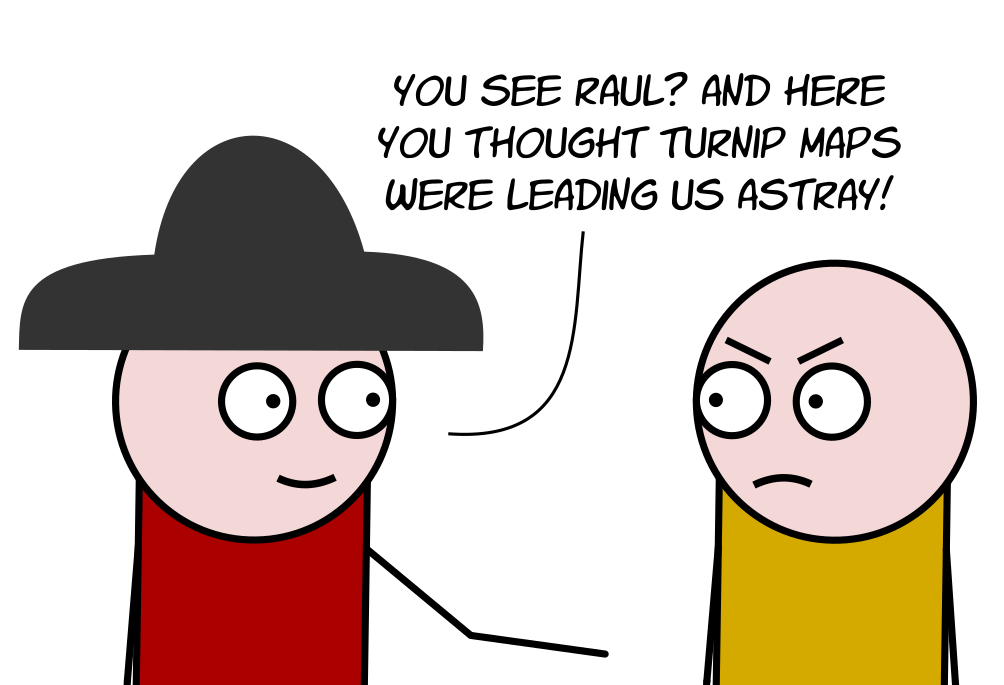 YOU SEE RAUL? AND HERE
YOU THOUGHT TURNIP MAPS
WERE LEADING US ASTRAY!